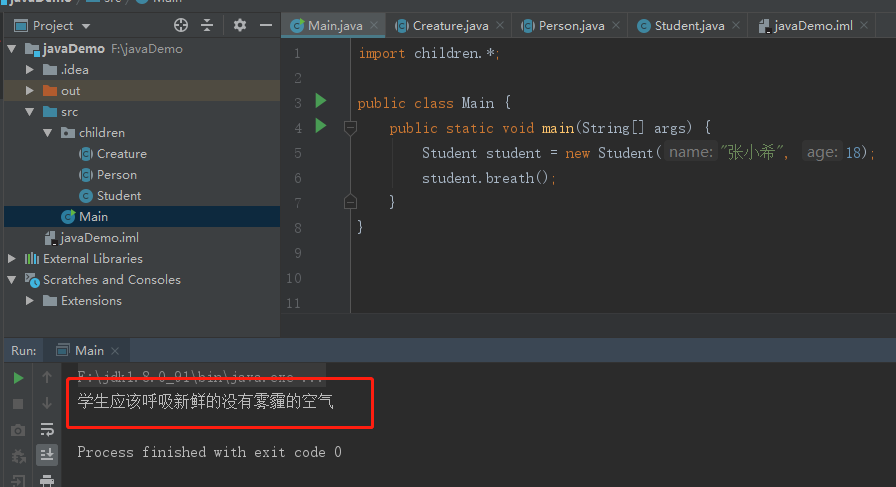 javaDemo src Main
Project
Main.java Creature.java Person.java Student.java javaDemo.iml
javaDemo F:\javaDemo
.idea
out
src
children
Creature
Person
Student
Main
javaDemo.iml
External Libraries
Scratches and Consoles
Extensions
1 import children.*;
2
3 public class Main {
4 public static void main(String[] args) {
5 Student student = new Student( name: "张小希", age: 18);
6 student.breath();
7 }
8 }
9
10
11
Run: Main
F:\jdk1.8.0_91\bin\java.exe ...
学生应该呼吸新鲜的没有雾霾的空气
Process finished with exit code 0